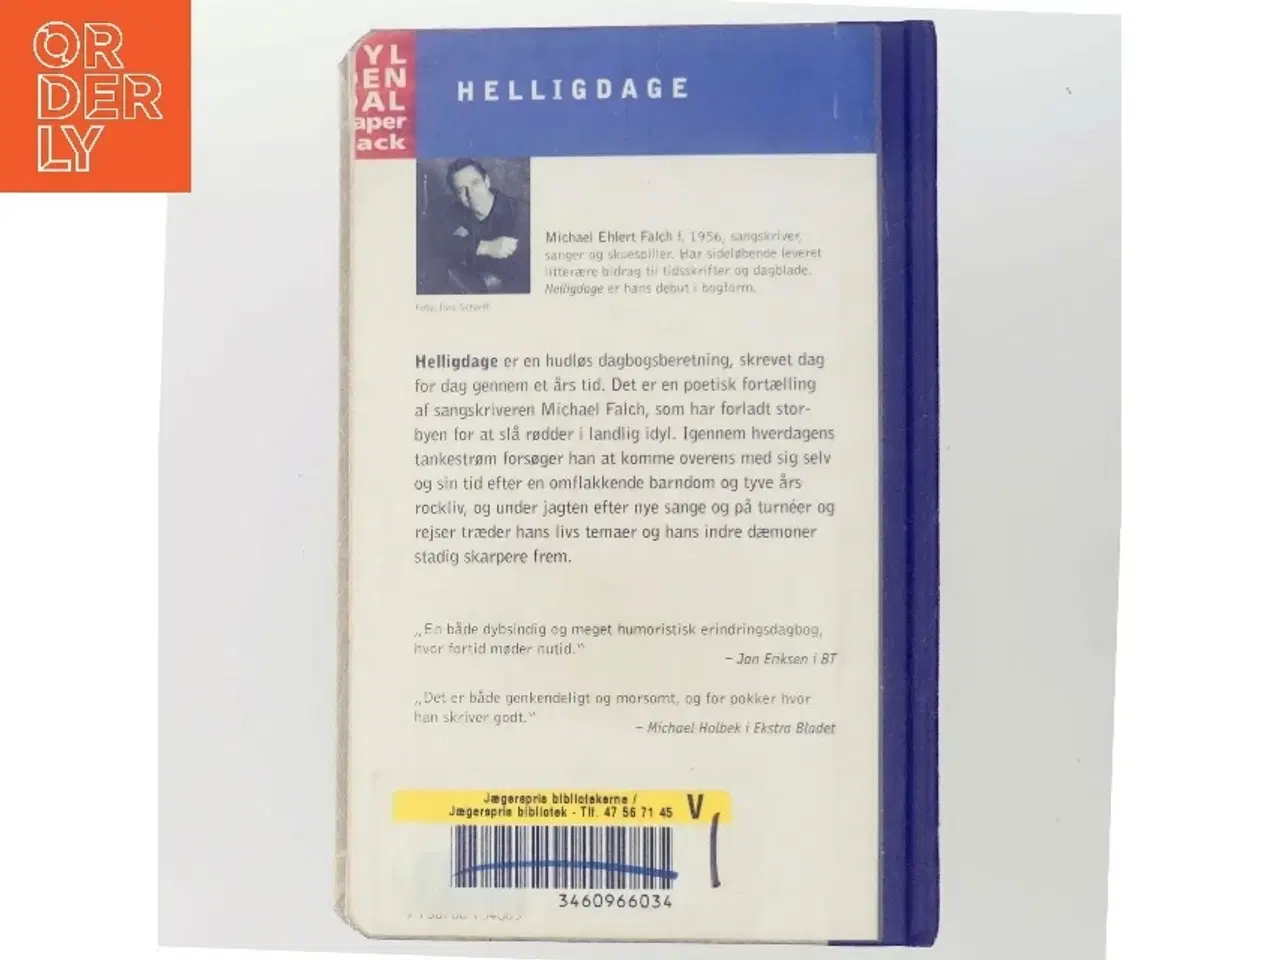 ORDERLY
YL
EN
AL
aper
ack
HELLIGDAGE
Michael Ehlert Falch f. 1956, sangskriver,
sanger og skuespiller. Har sideløbende leveret
litterære bidrag til tidsskrifter og dagblade.
Helligdage er hans debut i bogform.
Foto:
Helligdage er en hudløs dagbogsberetning, skrevet dag
for dag gennem et års tid. Det er en poetisk fortælling
af sangskriveren Michael Falch, som har forladt stor-
byen for at slå rødder i landlig idyl. Igennem hverdagens
tankestrøm forsøger han at komme overens med sig selv
og sin tid efter en omflakkende barndom og tyve års
rockliv, og under jagten efter nye sange og på turnéer og
rejser træder hans livs temaer og hans indre dæmoner
stadig skarpere frem.
„En både dybsindig og meget humoristisk erindringsdagbog,
hvor fortid møder nutid.“
– Jan Eriksen i BT
„Det er både genkendeligt og morsomt, og for pokker hvor
han skriver godt.“
– Michael Holbek i Ekstra Bladet
Jægerspris bibliotekerne /
Jægerspris bibliotek - Tlf. 47 56 71 45
V
3460966034